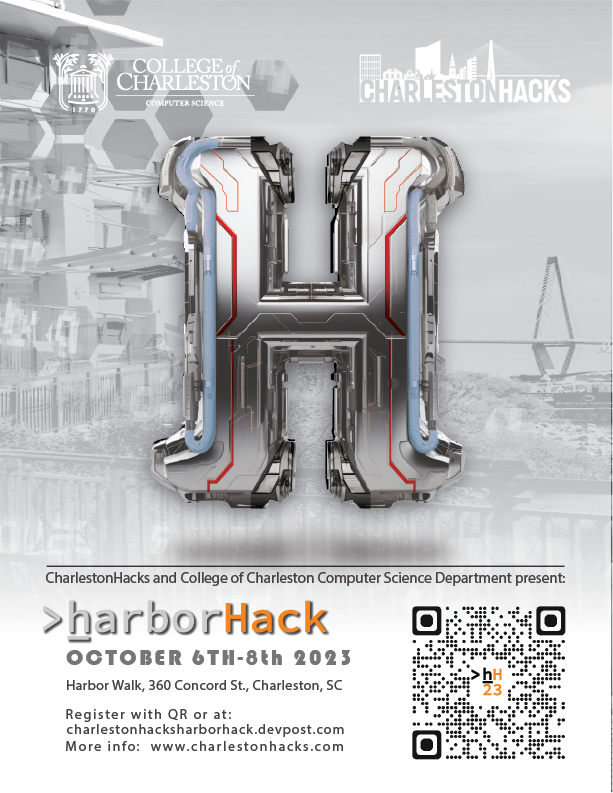 COLLEGE of
CHARLESTON
COMPUTER SCIENCE
1770
CHARLESTONHACKS
H
CharlestonHacks and College of Charleston Computer Science Department present:
>harborHack
OCTOBER 6TH-8th 2023
Harbor Walk, 360 Concord St., Charleston, SC
Register with QR or at:
charlestonhacksharborhack.devpost.com
More info: www.charlestonhacks.com
>hH
23